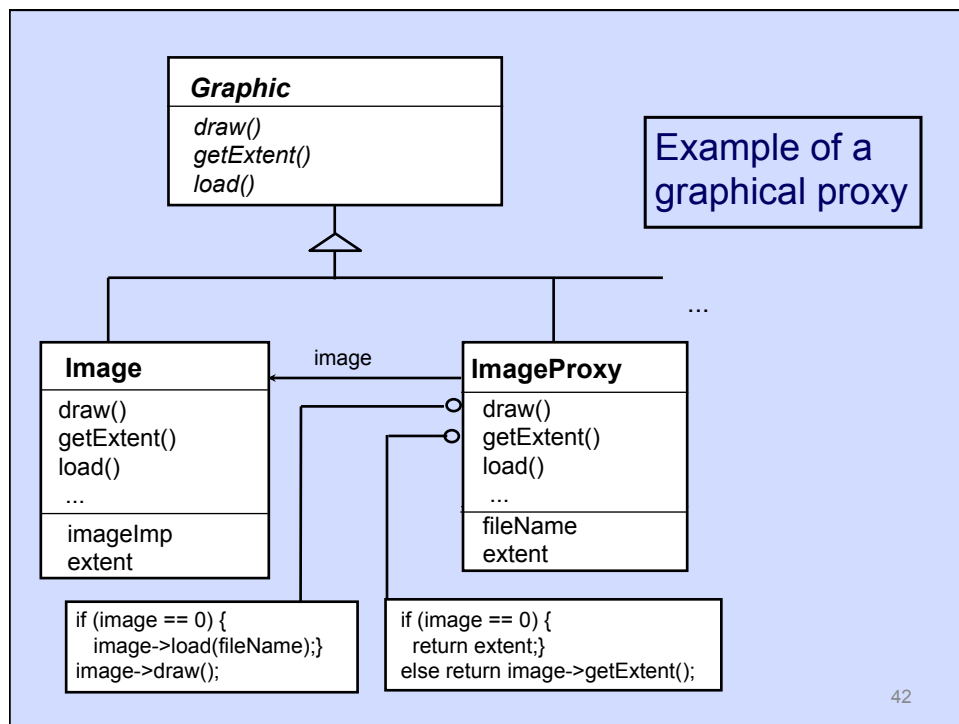 Graphic
draw()
getExtent()
load()
Example of a
graphical proxy
...
Image
draw()
getExtent()
load()
...
imageImp
extent
image
ImageProxy
draw()
getExtent()
load()
...
fileName
extent
if (image == 0) {
image->load(fileName);}
image->draw();
if (image == 0) {
return extent;}
else return image->getExtent();
42